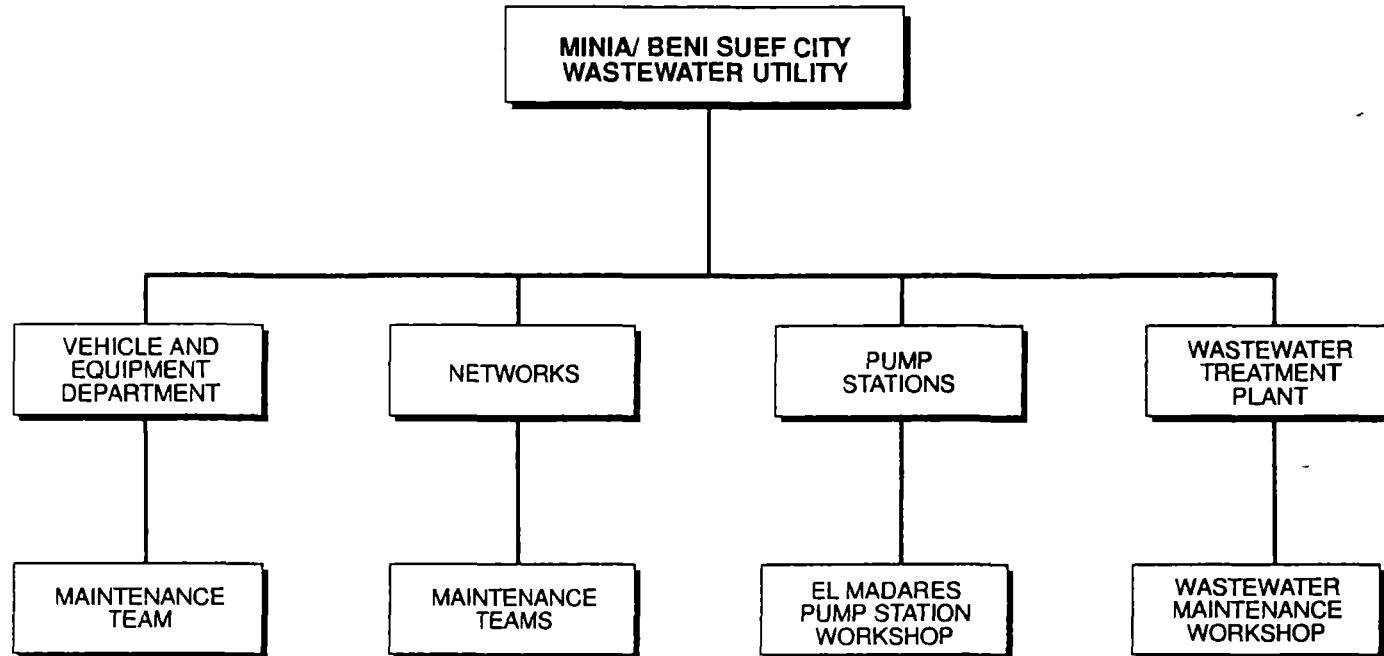 MINIA/ BENI SUEF CITY
WASTEWATER UTILITY
VEHICLE AND
EQUIPMENT
DEPARTMENT
NETWORKS
PUMP
STATIONS
WASTEWATER
TREATMENT
PLANT
MAINTENANCE
TEAM
MAINTENANCE
TEAMS
EL MADARES
PUMP STATION
WORKSHOP
WASTEWATER
MAINTENANCE
WORKSHOP